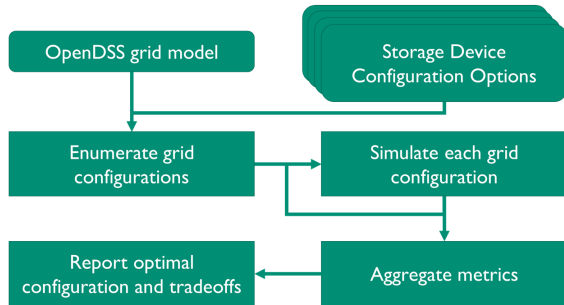 OpenDSS grid model
Storage Device
Configuration Options
Enumerate grid
configurations
Simulate each grid
configuration
Report optimal
configuration and tradeoffs
Aggregate metrics